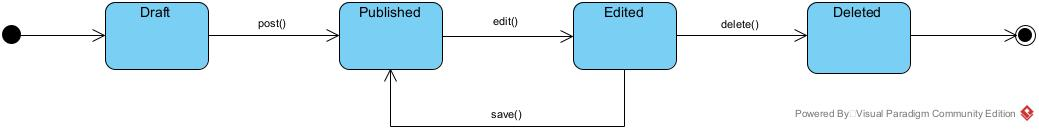 Draft
post()
Published
edit()
Edited
delete()
Deleted
save()
Powered By Visual Paradigm Community Edition